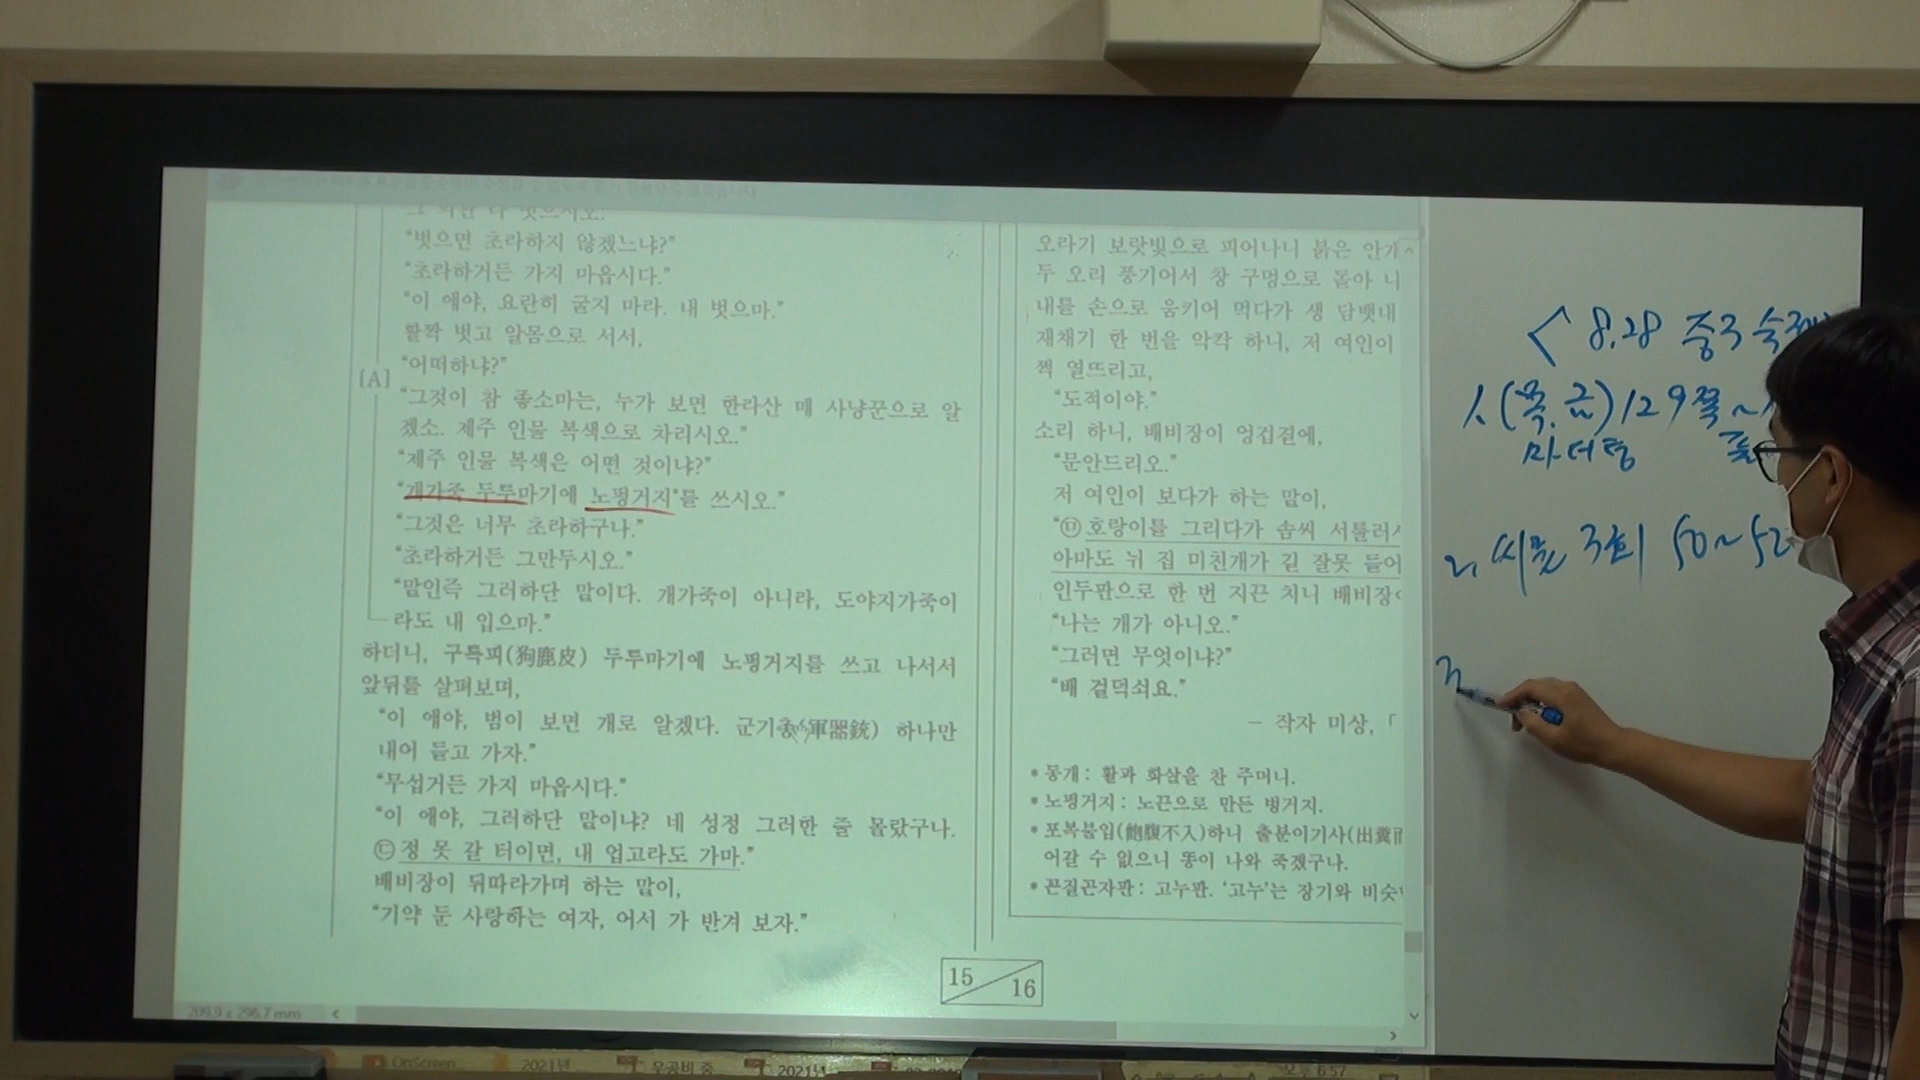 "벗으면 초라하지 않겠느냐?"
"초라하거든 가지 마옵시다."
"이 애야, 요란히 굴지 마라. 내 벗으마."
활짝 벗고 알몸으로 서서,
"어떠하냐?"
[A]
"그것이 참 좋소마는, 누가 보면 한라산 매 사냥꾼으로 알
겠소. 제주 인물 복색으로 차리시오."
"제주 인물 복색은 어떤 것이냐?"
"개가죽 두루마기에 노펑거지*를 쓰시오."
"그것은 너무 초라하구나."
"초라하거든 그만두시오."
"말인즉 그러하단 말이다. 개가죽이 아니라, 도야지가죽이
라도 내 입으마."
하더니, 구록피(狗鹿皮) 두루마기에 노펑거지를 쓰고 나서서
앞뒤를 살펴보며,
"이 애야, 범이 보면 개로 알겠다. 군기총(軍器銃) 하나만
내어 들고 가자."
"무섭거든 가지 마옵시다."
"이 애야, 그러하단 말이냐? 네 성정 그러한 줄 몰랐구나.
㉢정 못 갈 터이면, 내 업고라도 가마."
배비장이 뒤따라가며 하는 말이,
"기약 둔 사랑하는 여자, 어서 가 반겨 보자."
오라기 보랏빛으로 피어나니 붉은 안개
두 오리 풍기어서 창 구멍으로 돌아
내를 손으로 움키어 먹다가 생 담뱃내
재채기 한 번을 악각 하니, 저 여인이
쩍 열뜨리고,
"도적이야."
소리 하니, 배비장이 엉겁결에,
"문안드리오."
저 여인이 보다가 하는 말이,
"㉤호랑이를 그리다가 솜씨 서툴러서
아마도 뉘 집 미친개가 길 잘못 들어
인두판으로 한 번 지끈 치니 배비장이
"나는 개가 아니오."
"그러면 무엇이냐?"
"배 걸덕쇠요."
- 작자 미상, 「
* 동개: 활과 화살을 찬 주머니.
* 노펑거지: 노끈으로 만든 벙거지.
* 포복불입(飽腹不入)하니 출분이기사(出糞而
어갈 수 없으니 똥이 나와 죽겠구나.
* 꼰질꼰자판: 고누판. '고누'는 장기와 비슷
15 16
209.9 x 296.7 mm
< 8.28 중3 숙제
1. (목, 금) 129쪽~
마더텅
2. 씨뮬 3회 50~52
3
OnScreen 2021년 2021년 오후 6:57